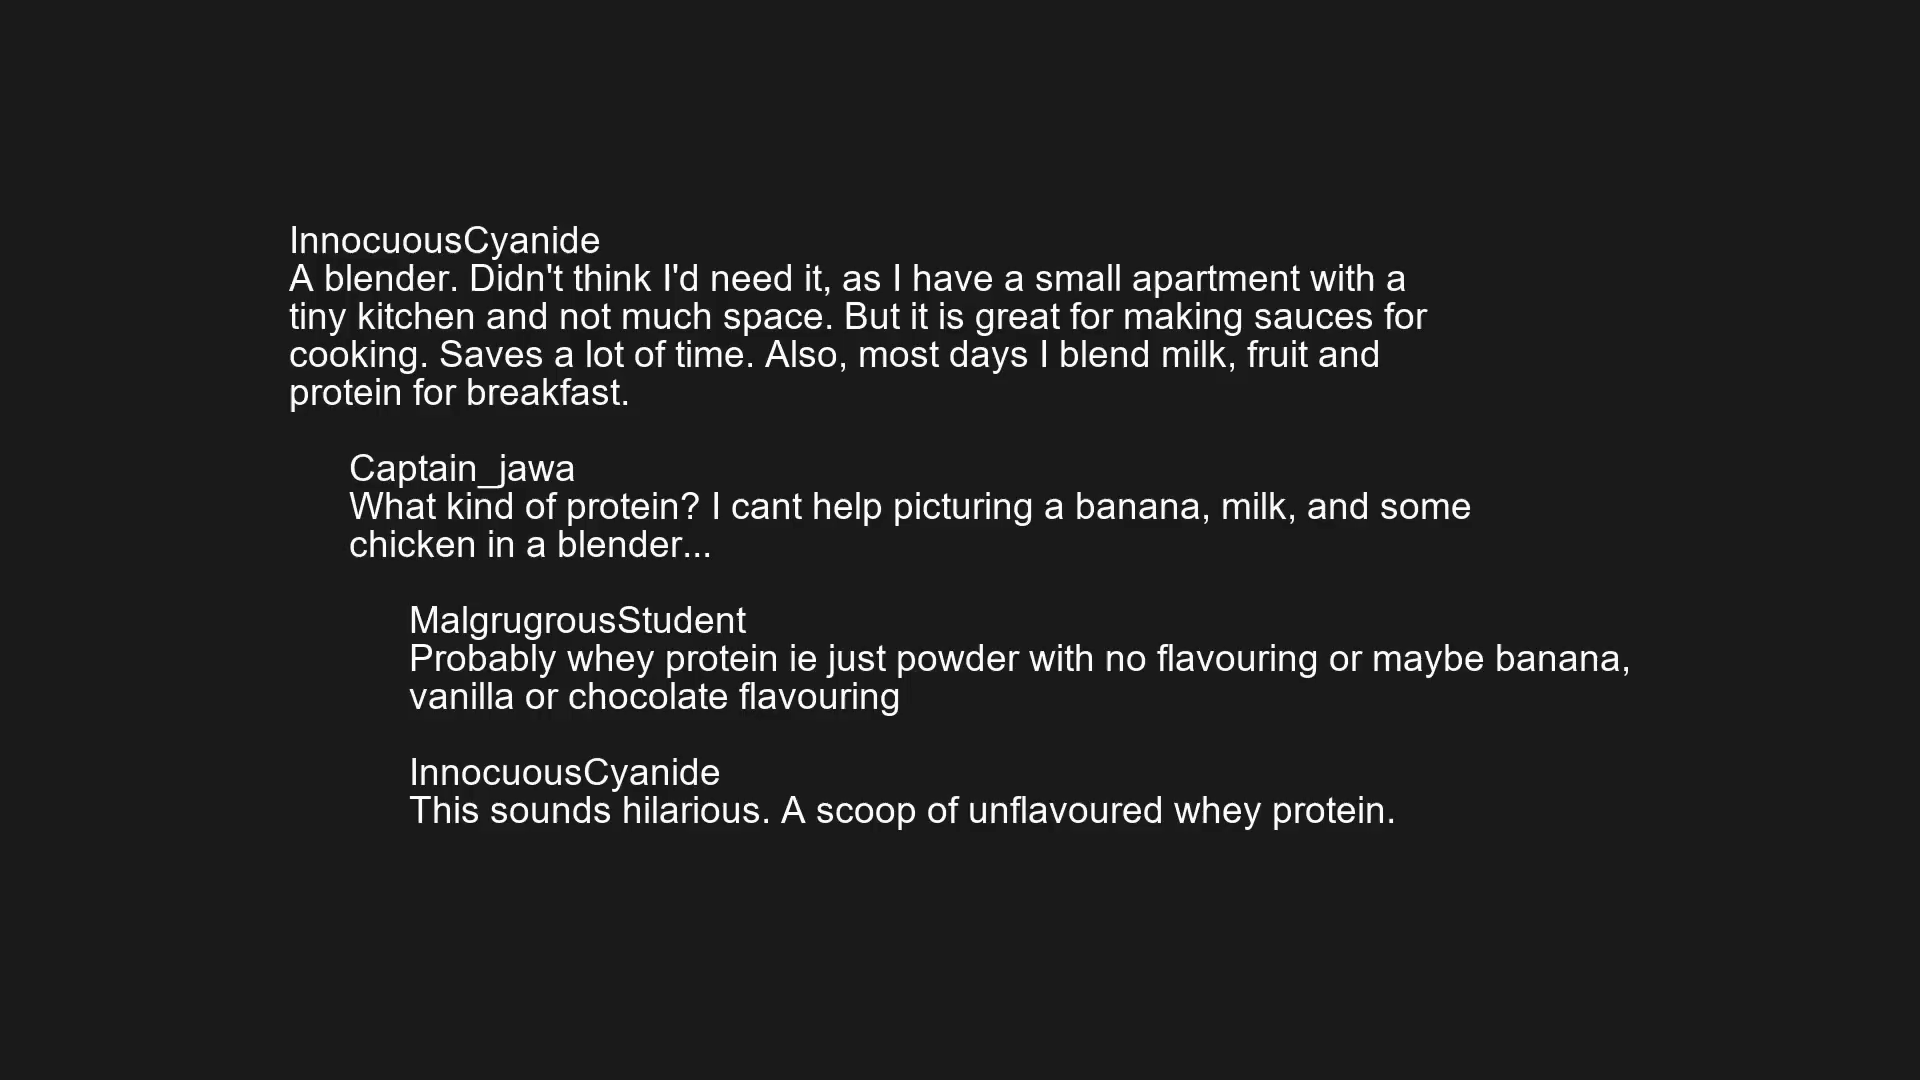 InnocuousCyanide
A blender. Didn't think I'd need it, as I have a small apartment with a
tiny kitchen and not much space. But it is great for making sauces for
cooking. Saves a lot of time. Also, most days I blend milk, fruit and
protein for breakfast.
Captain_jawa
What kind of protein? I cant help picturing a banana, milk, and some
chicken in a blender...
MalgrugrousStudent
Probably whey protein ie just powder with no flavouring or maybe banana,
vanilla or chocolate flavouring
InnocuousCyanide
This sounds hilarious. A scoop of unflavoured whey protein.